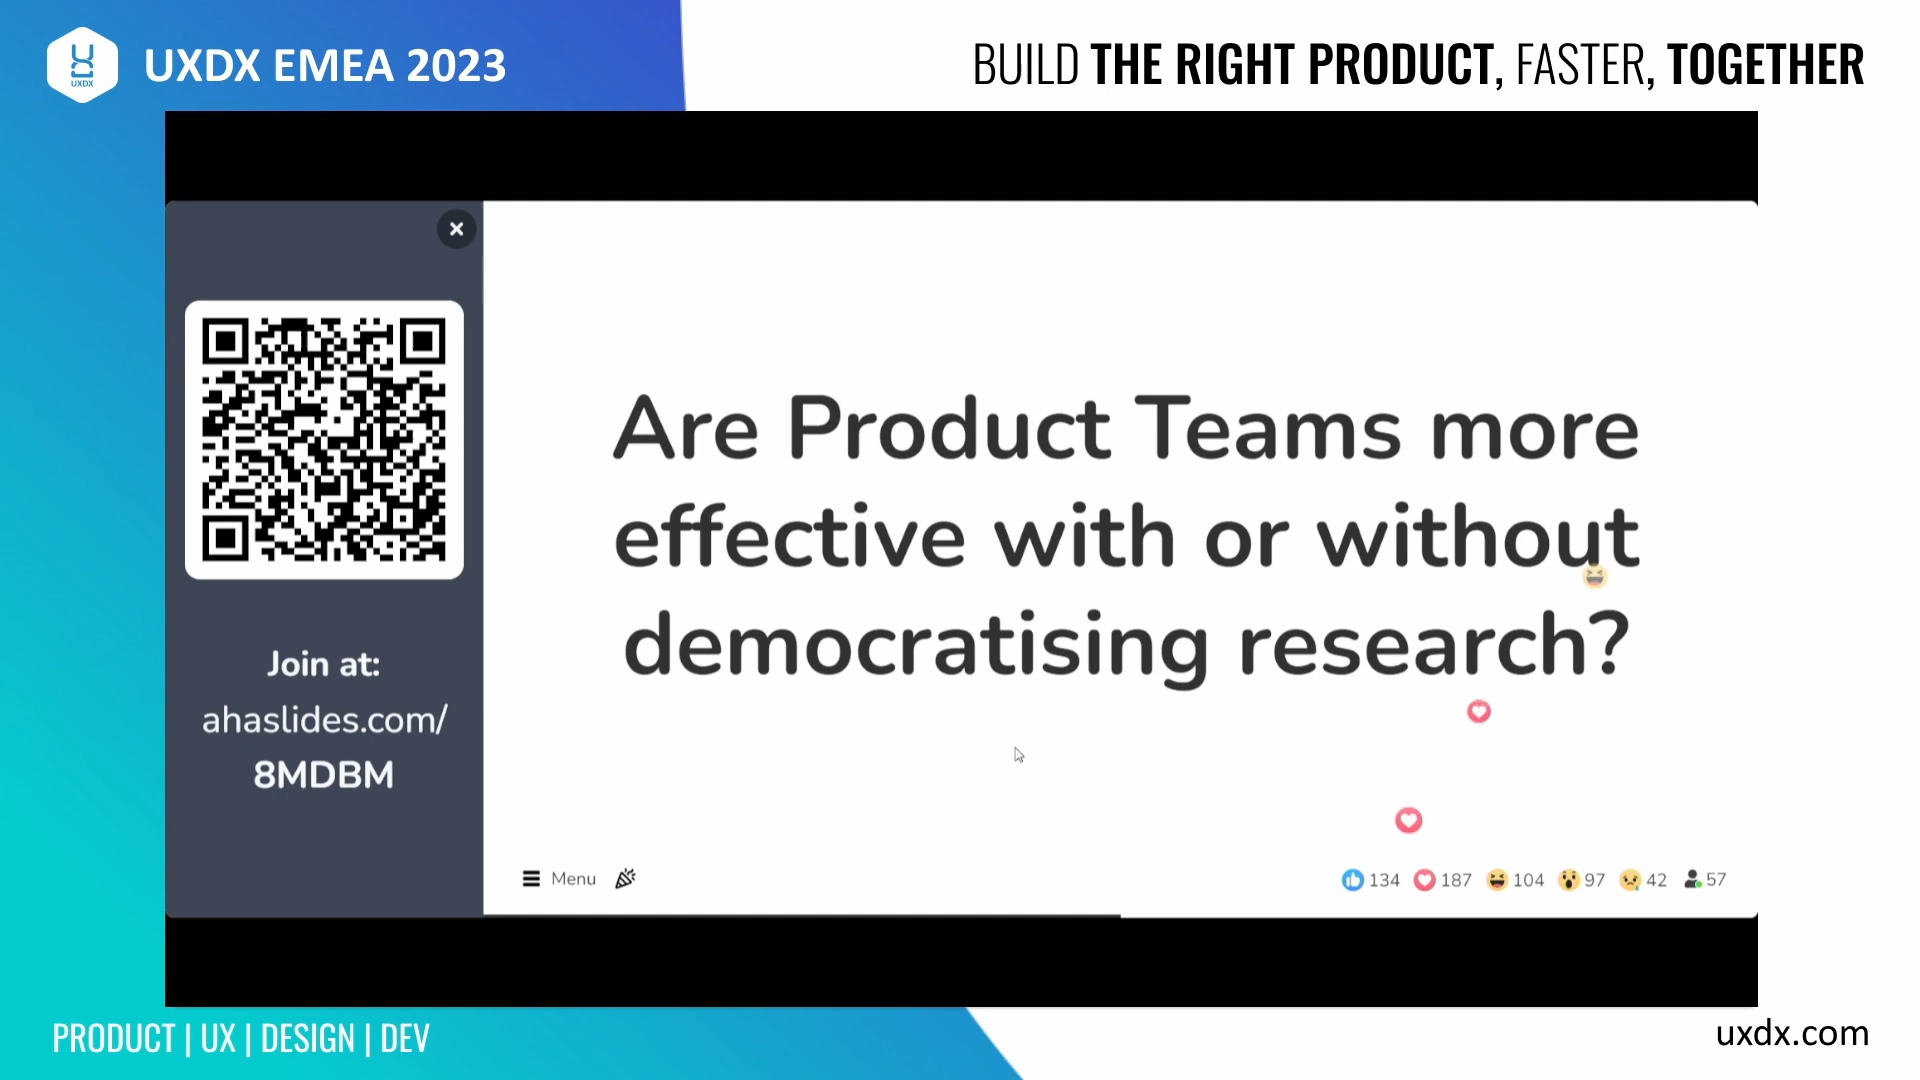 UXDX
UXDX EMEA 2023
BUILD THE RIGHT PRODUCT, FASTER, TOGETHER
Join at:
ahaslides.com/
8MDBM
Are Product Teams more
effective with or without
democratising research?
Menu
134 187 104 97 42 57
PRODUCT | UX | DESIGN | DEV
uxdx.com